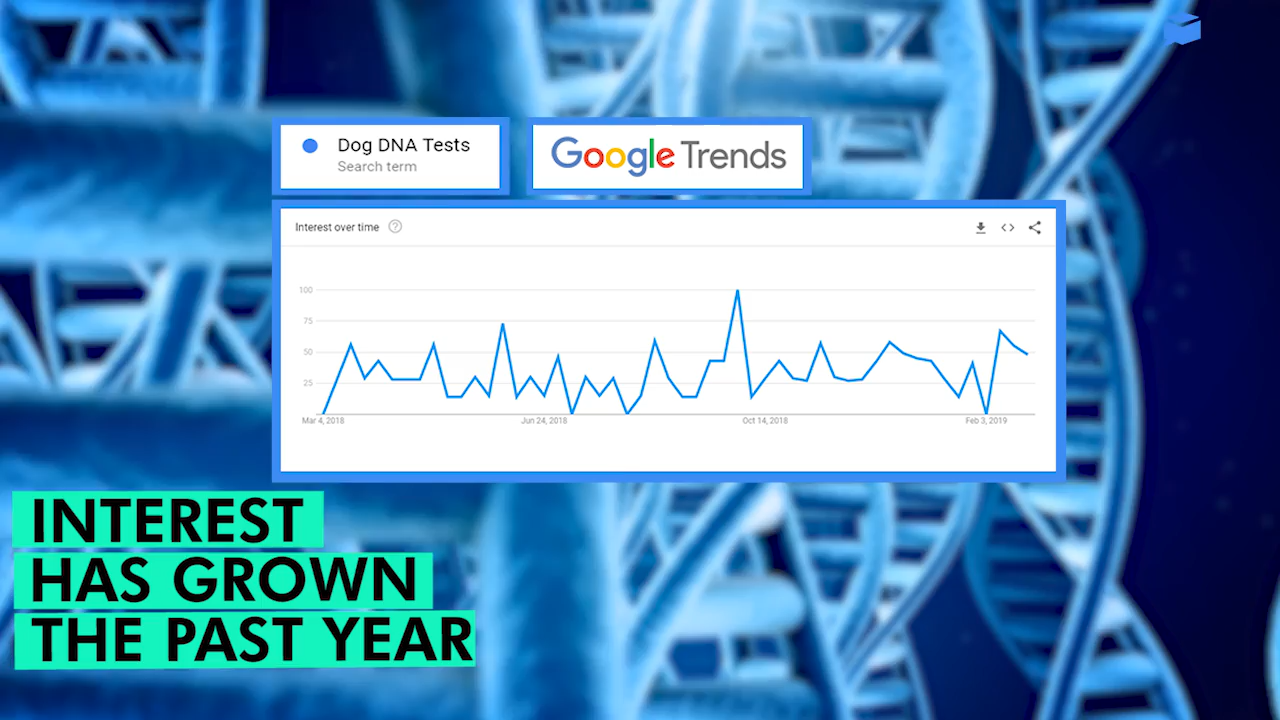 Dog DNA Tests
Search term
Google Trends
Interest over time
100
75
50
25
Mar 4, 2018 Jun 24, 2018 Oct 14, 2018 Feb 3, 2019
INTEREST
HAS GROWN
THE PAST YEAR